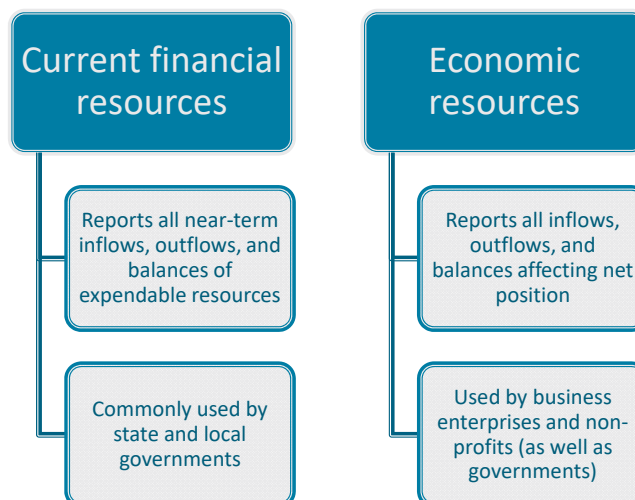 Current financial
resources
Reports all near-term
inflows, outflows, and
balances of
expendable resources
Commonly used by
state and local
governments
Economic
resources
Reports all inflows,
outflows, and
balances affecting net
position
Used by business
enterprises and non-
profits (as well as
governments)